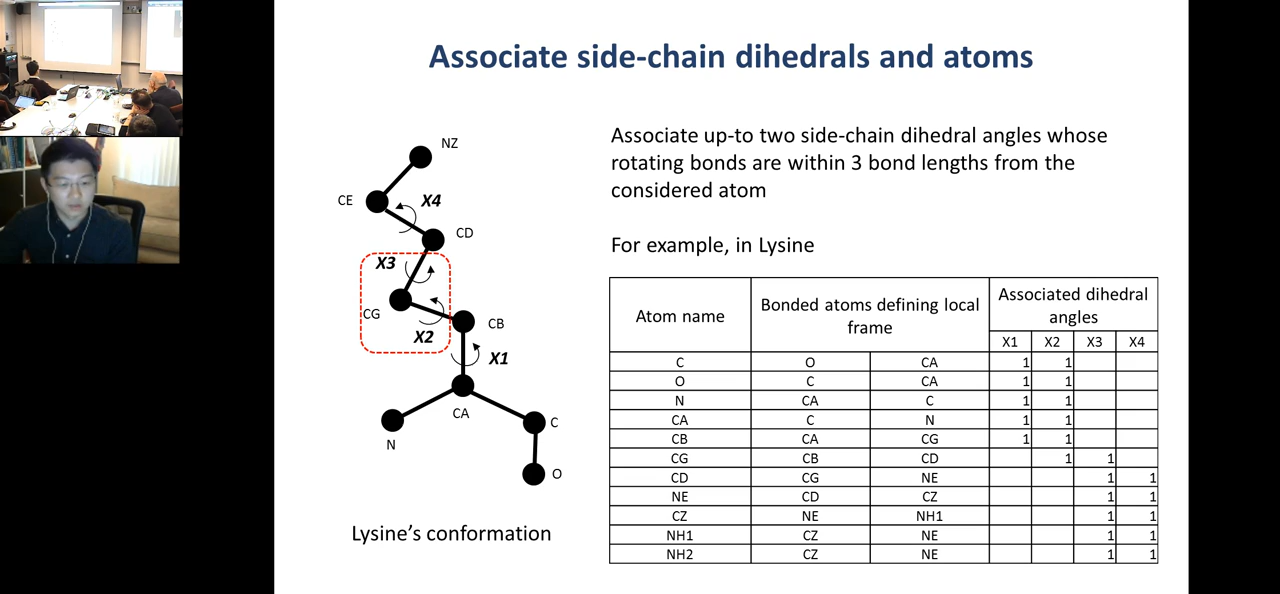 Associate side-chain dihedrals and atoms
Associate up-to two side-chain dihedral angles whose
rotating bonds are within 3 bond lengths from the
considered atom
For example, in Lysine
NZ
CE
X4
CD
X3
CG
X2
CB
X1
CA
N
C
O
Lysine's conformation
Atom name Bonded atoms defining local frame Associated dihedral angles
X1 X2 X3 X4
C O CA 1 1
O C CA 1 1
N CA C 1 1
CA C N 1 1
CB CA CG 1 1
CG CB CD 1 1
CD CG NE 1 1
NE CD CZ 1 1
CZ NE NH1 1 1
NH1 CZ NE 1 1
NH2 CZ NE 1 1